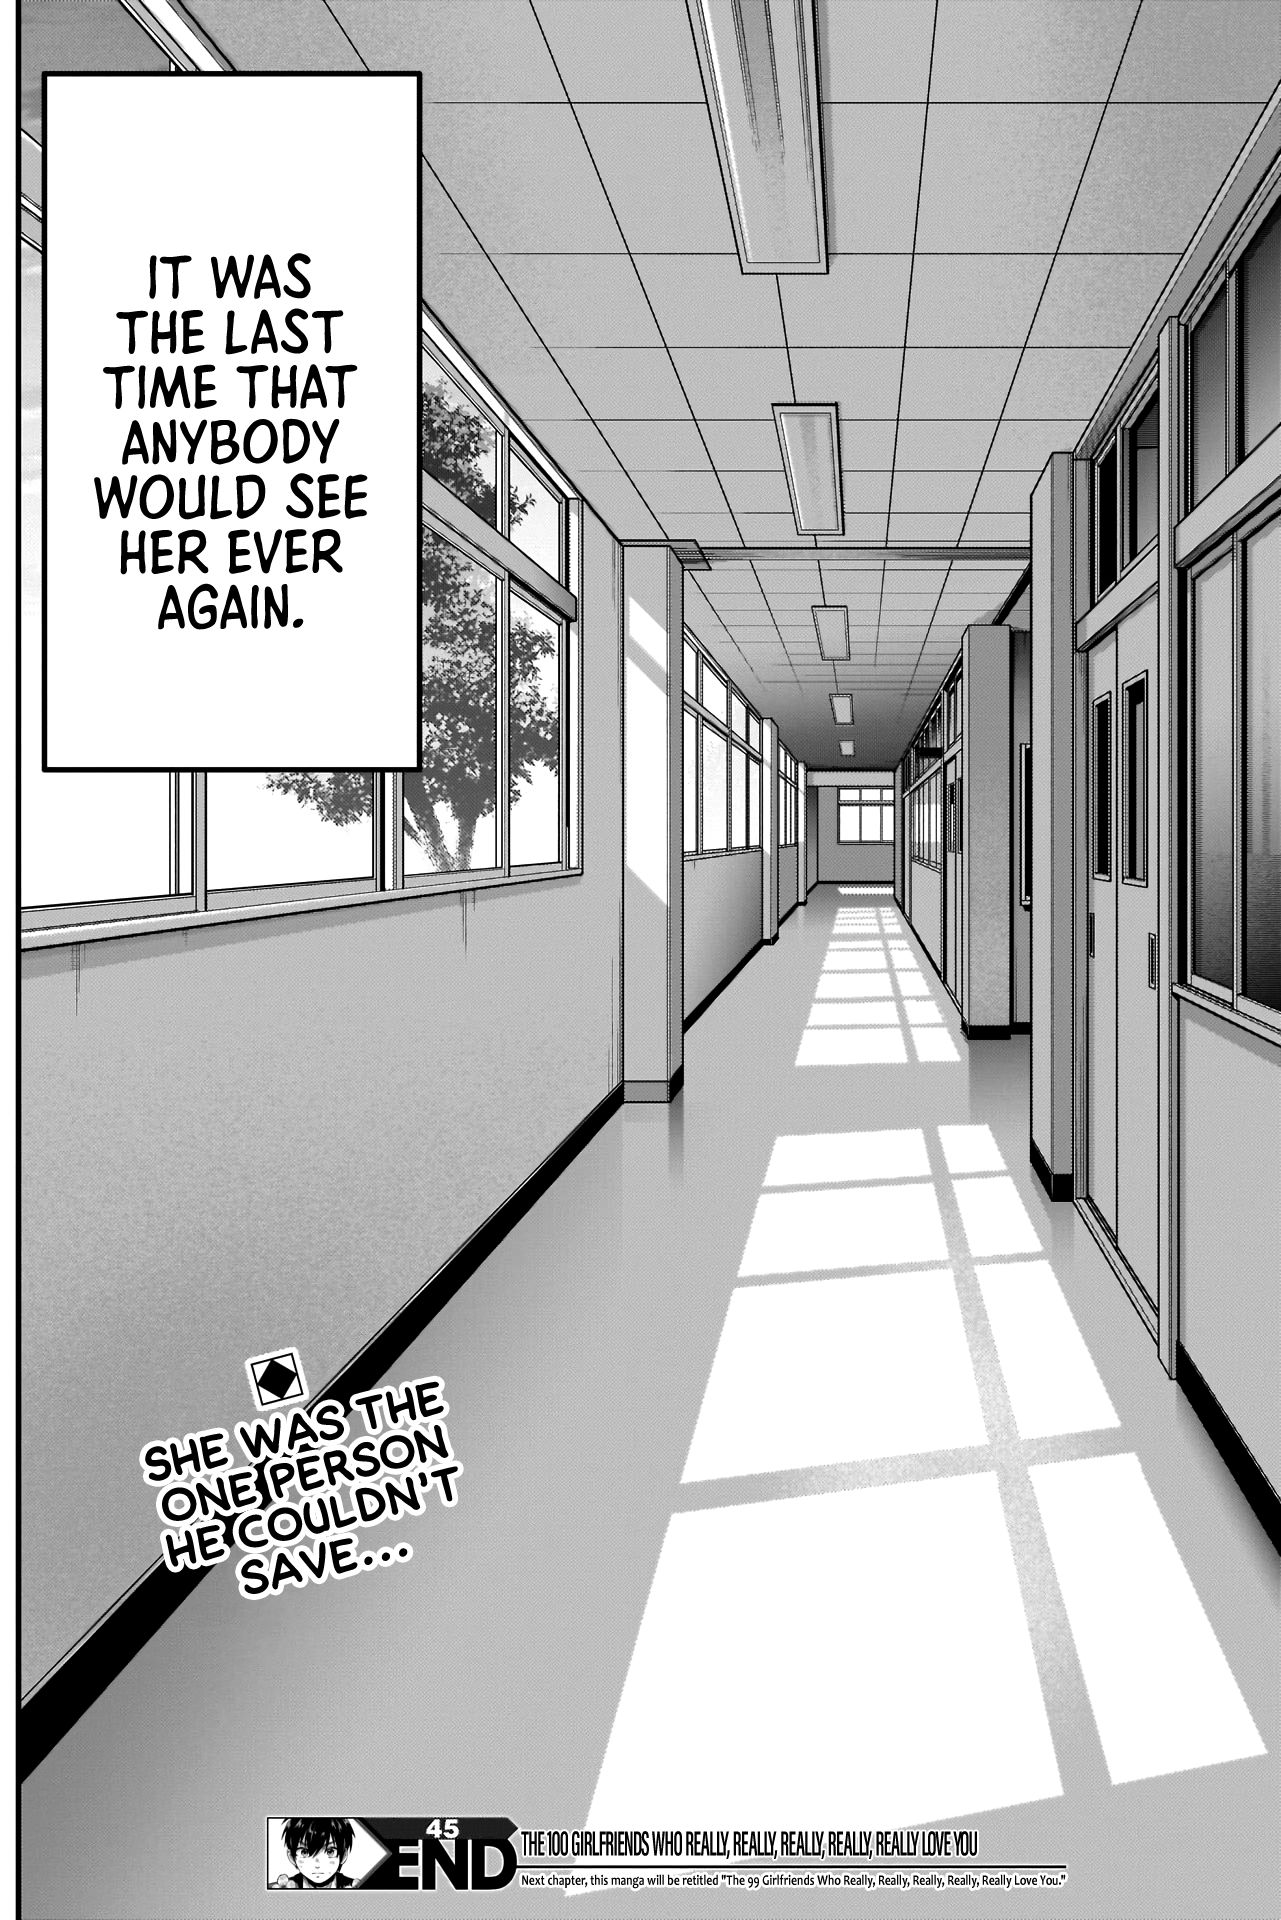 IT WAS
THE LAST
TIME THAT
ANYBODY
WOULD SEE
HER EVER
AGAIN.
SHE WAS THE
ONE PERSON
HE COULDN'T
SAVE...
45
END
THE 100 GIRLFRIENDS WHO REALLY, REALLY, REALLY, REALLY, REALLY LOVE YOU
Next chapter, this manga will be retitled "The 99 Girlfriends Who Really, Really, Really, Really, Really Love You."